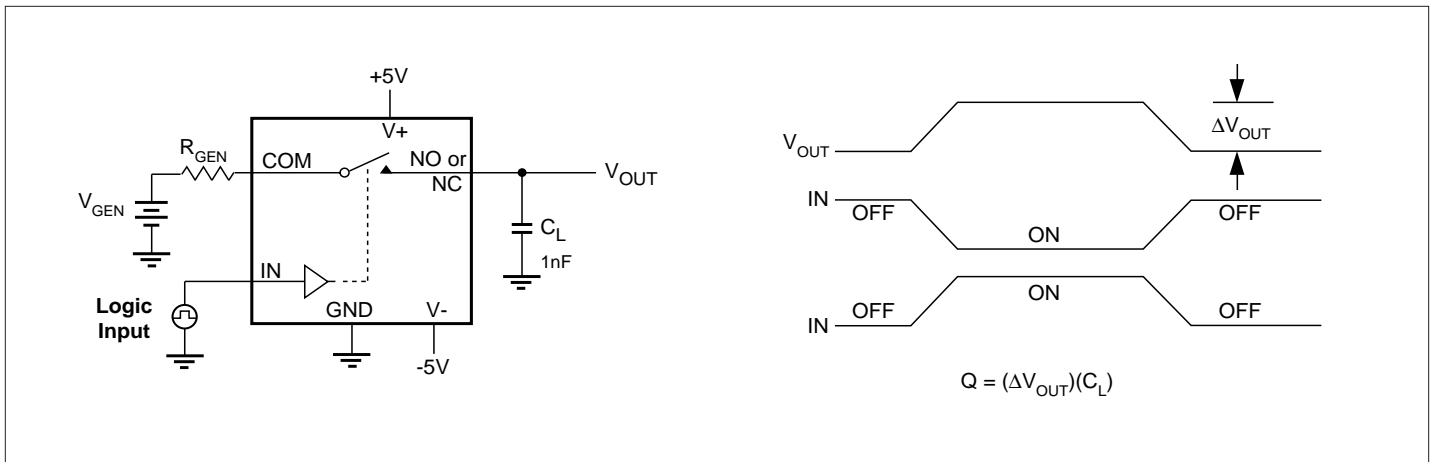 +5V
V+
R_GEN
COM
NO or
NC
V_OUT
V_GEN
C_L
1nF
IN
Logic
Input
GND
V-
-5V
ΔV_OUT
V_OUT
IN
OFF
ON
OFF
IN
OFF
ON
OFF
Q = (ΔV_OUT)(C_L)